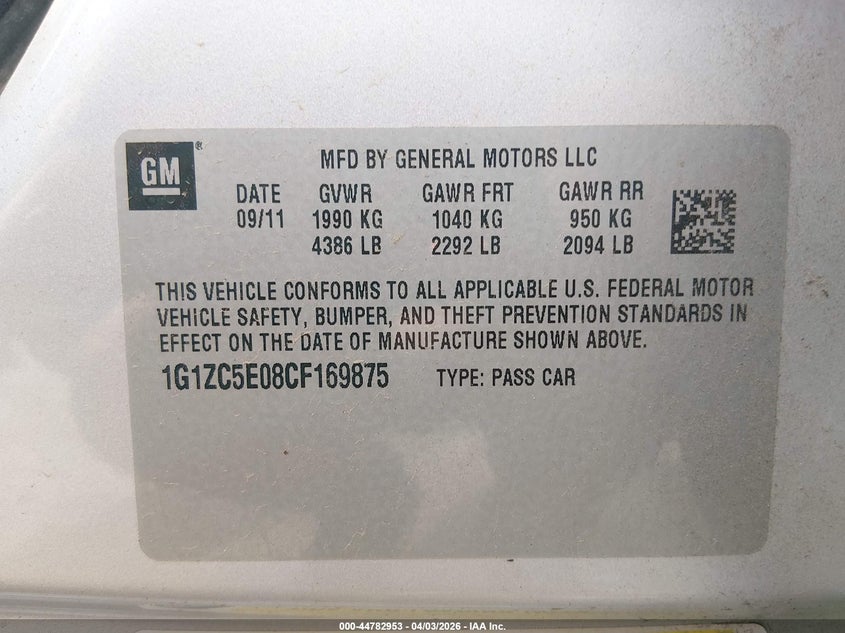 GM®
MFD BY GENERAL MOTORS LLC
DATE GVWR GAWR FRT GAWR RR
09/11 1990 KG 1040 KG 950 KG
4386 LB 2292 LB 2094 LB
THIS VEHICLE CONFORMS TO ALL APPLICABLE U.S. FEDERAL MOTOR
VEHICLE SAFETY, BUMPER, AND THEFT PREVENTION STANDARDS IN
EFFECT ON THE DATE OF MANUFACTURE SHOWN ABOVE.
1G1ZC5E08CF169875 TYPE: PASS CAR
000-44782953 - 04/03/2026 - IAA Inc.